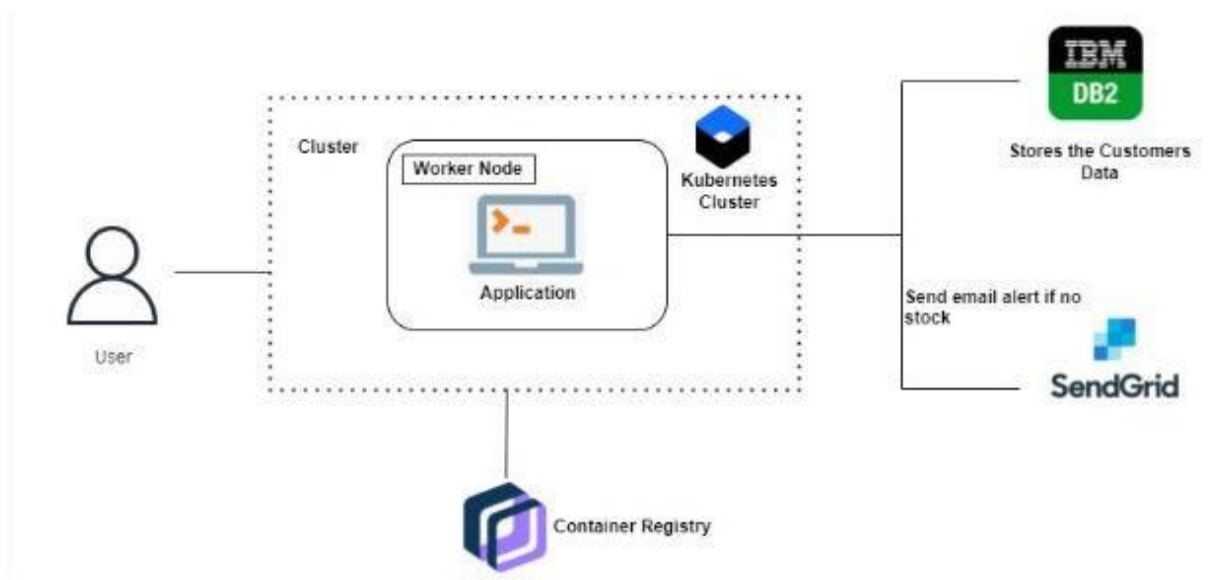 IBM
DB2
Stores the Customers
Data
Cluster
Worker Node
Kubernetes
Cluster
Application
User
Send email alert if no
stock
SendGrid
Container Registry